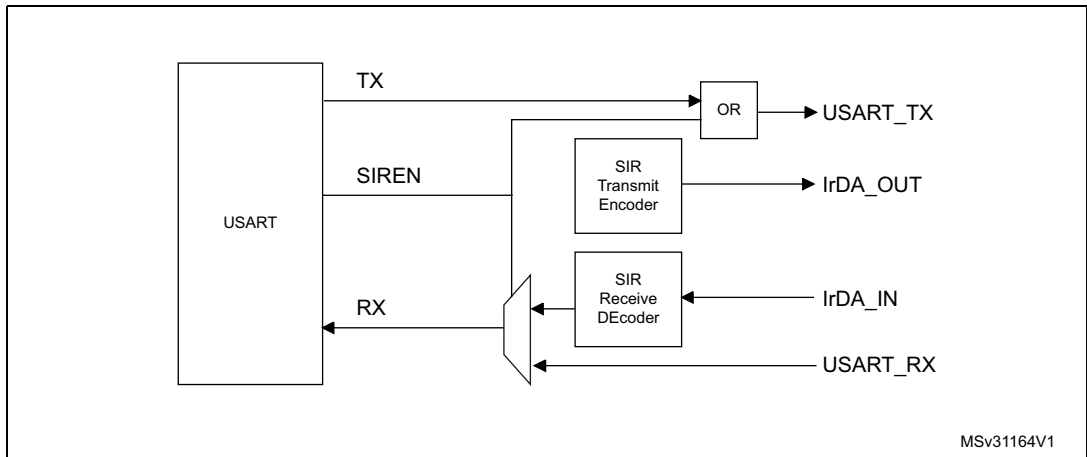 TX
OR
USART_TX
SIREN
SIR
Transmit
Encoder
IrDA_OUT
USART
SIR
Receive
DEcoder
IrDA_IN
RX
USART_RX
MSv31164V1